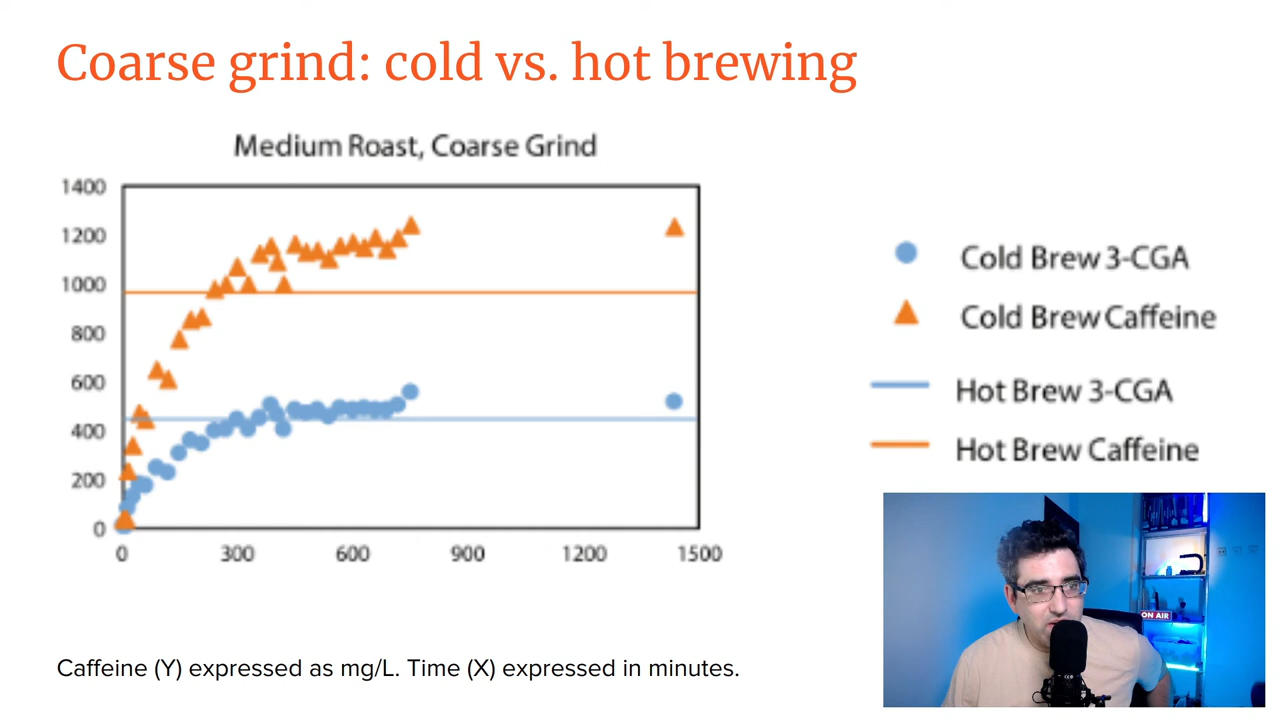 Coarse grind: cold vs. hot brewing
Medium Roast, Coarse Grind
1400
1200
1000
800
600
400
200
0
0 300 600 900 1200 1500
Cold Brew 3-CGA
Cold Brew Caffeine
Hot Brew 3-CGA
Hot Brew Caffeine
ON AIR
Caffeine (Y) expressed as mg/L. Time (X) expressed in minutes.